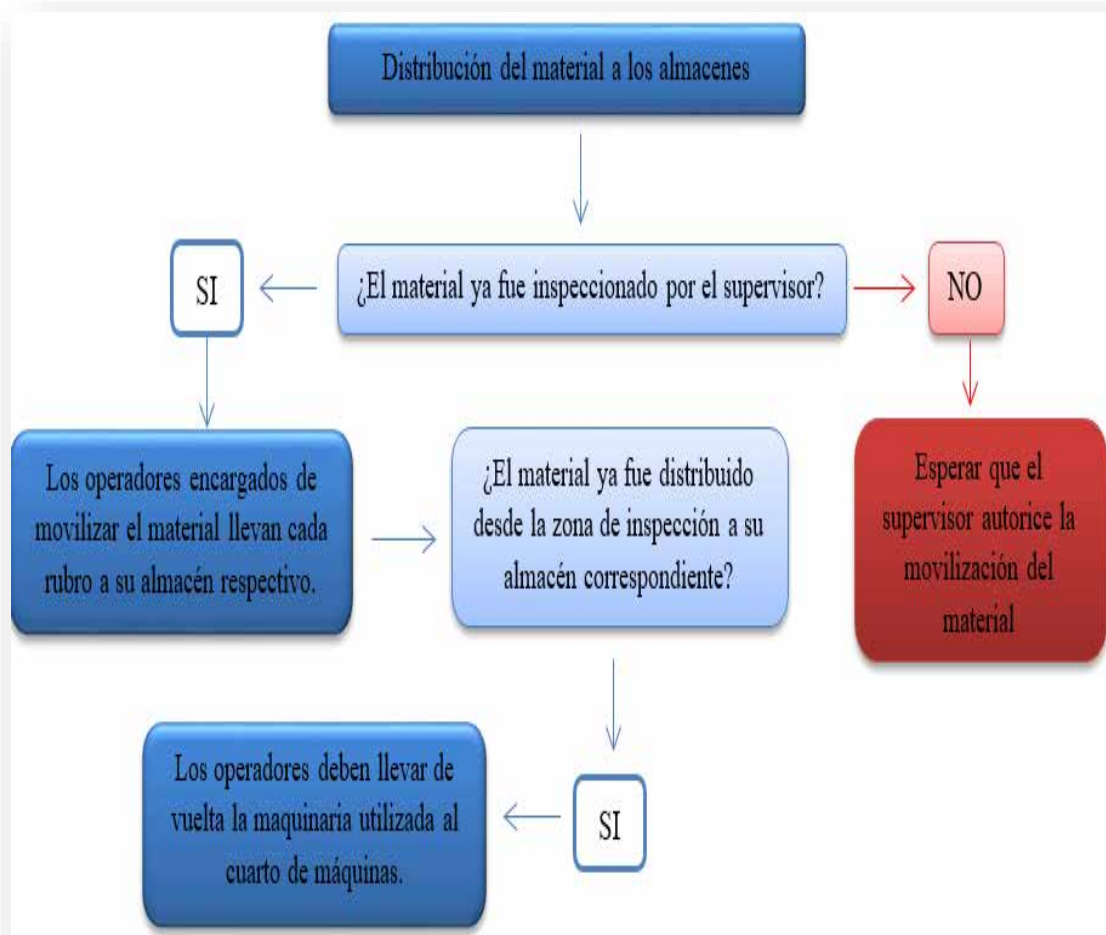 Distribución del material a los almacenes
¿El material ya fue inspeccionado por el supervisor?
SI
NO
Los operadores encargados de
movilizar el material llevan cada
rubro a su almacén respectivo.
¿El material ya fue distribuido
desde la zona de inspección a su
almacén correspondiente?
Esperar que el
supervisor autorice la
movilización del
material
SI
Los operadores deben llevar de
vuelta la maquinaria utilizada al
cuarto de máquinas.